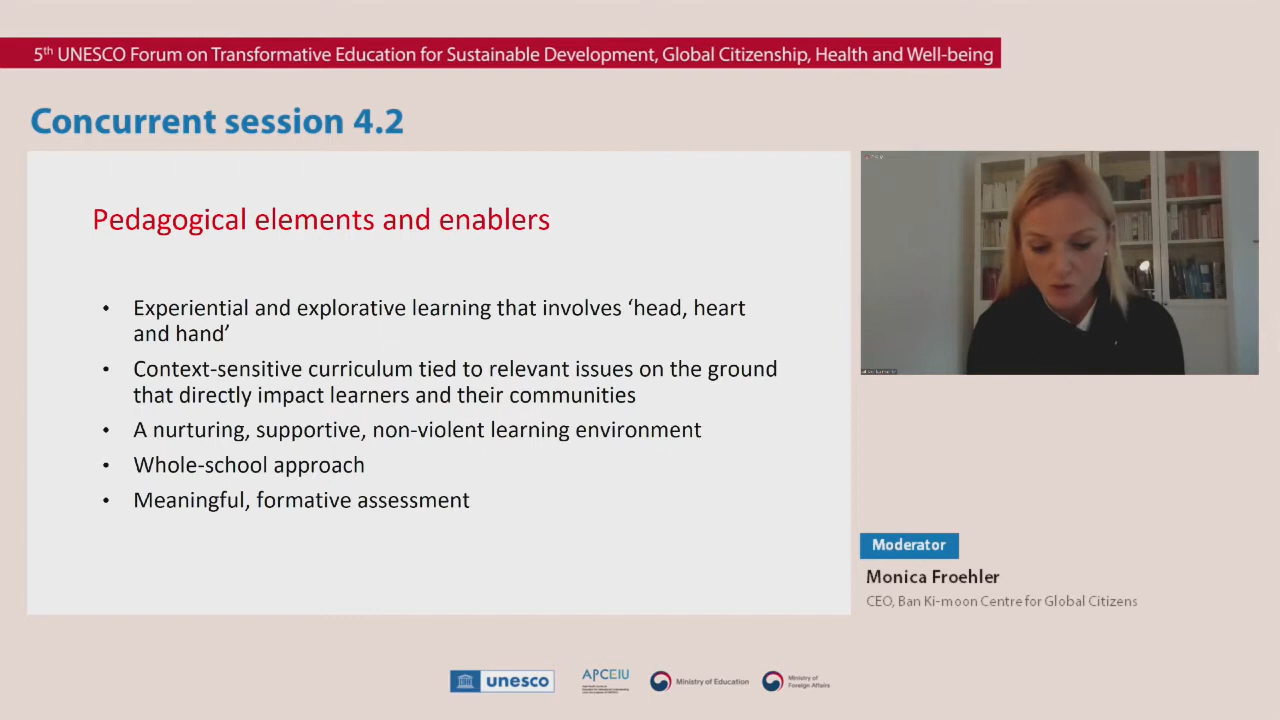 5th UNESCO Forum on Transformative Education for Sustainable Development, Global Citizenship, Health and Well-being
Concurrent session 4.2
Pedagogical elements and enablers
• Experiential and explorative learning that involves ‘head, heart
and hand’
• Context-sensitive curriculum tied to relevant issues on the ground
that directly impact learners and their communities
• A nurturing, supportive, non-violent learning environment
• Whole-school approach
• Meaningful, formative assessment
Moderator
Monica Froehler
CEO, Ban Ki-moon Centre for Global Citizens
unesco
APCEIU
Ministry of Education
Ministry of
Foreign Affairs